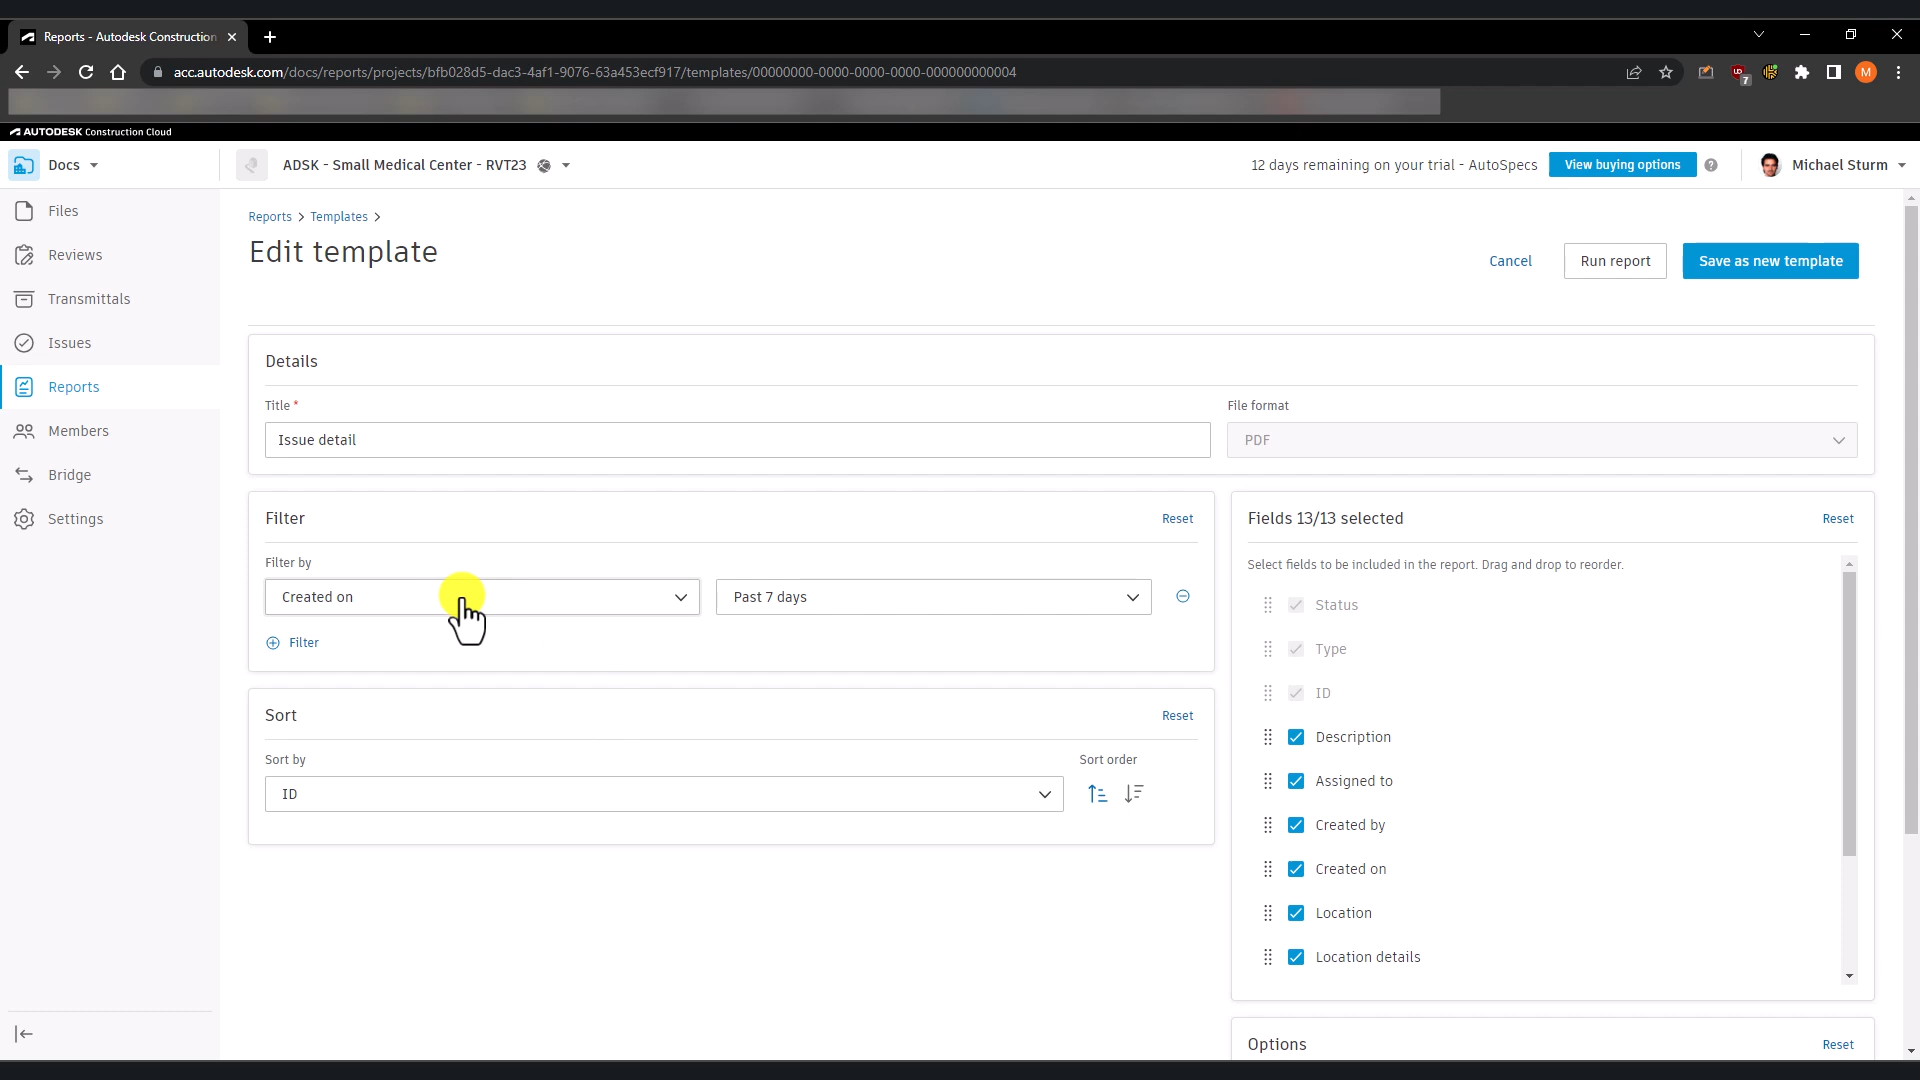 Reports - Autodesk Construction
acc.autodesk.com/docs/reports/projects/bfb028d5-dac3-4af1-9076-63a453ecf917/templates/00000000-0000-0000-0000-000000000004
7
M
AUTODESK Construction Cloud
Docs
ADSK - Small Medical Center - RVT23
12 days remaining on your trial - AutoSpecs
View buying options
Michael Sturm
Files
Reviews
Transmittals
Issues
Reports
Members
Bridge
Settings
Reports > Templates >
Edit template
Cancel
Run report
Save as new template
Details
Title *
Issue detail
File format
PDF
Filter
Reset
Filter by
Created on
Past 7 days
Filter
Sort
Reset
Sort by
Sort order
ID
Fields 13/13 selected
Reset
Select fields to be included in the report. Drag and drop to reorder.
Status
Type
ID
Description
Assigned to
Created by
Created on
Location
Location details
Options
Reset